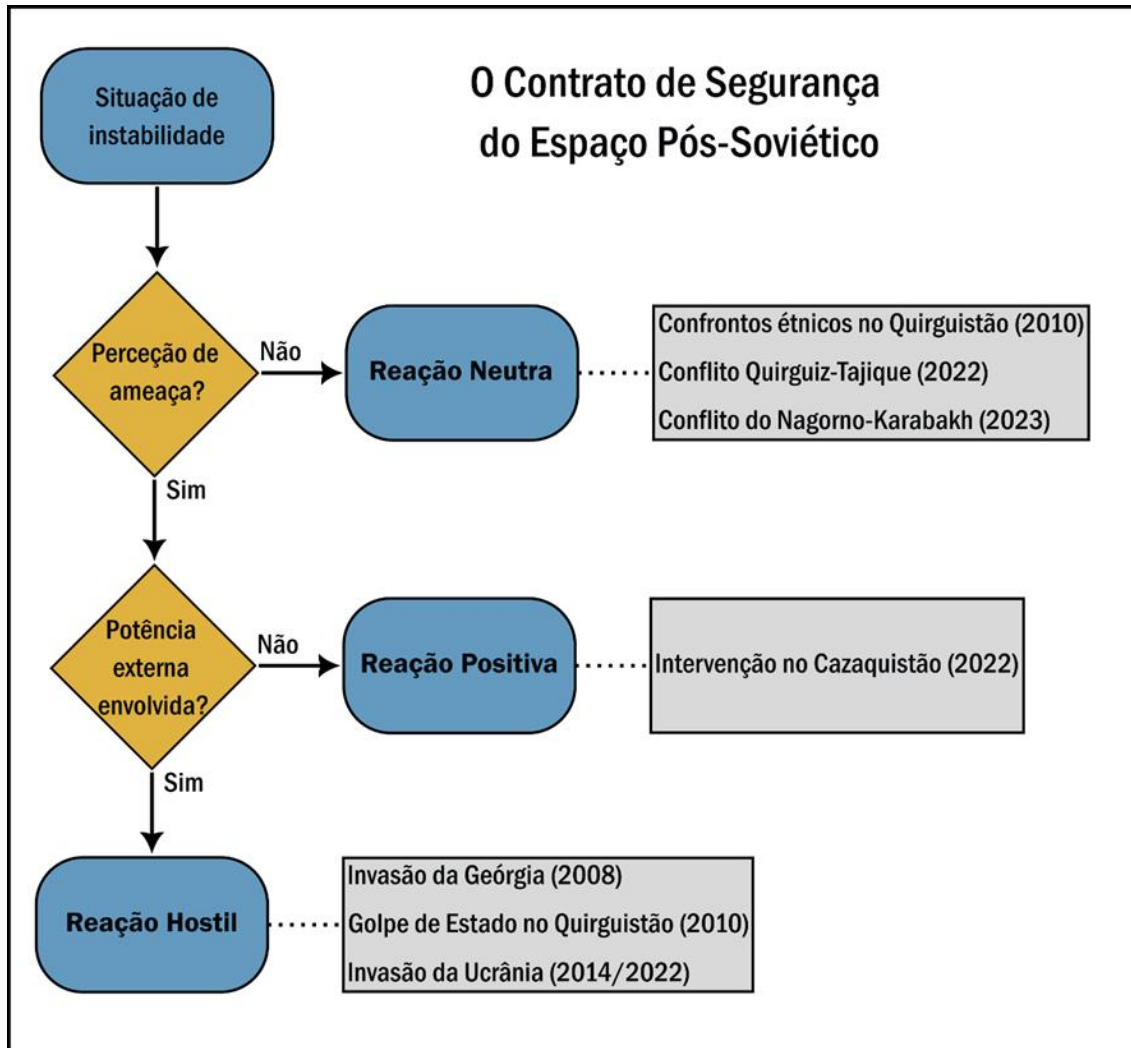 O Contrato de Segurança
do Espaço Pós-Soviético
Situação de
instabilidade
Perceção de
ameaça?
Não
Reação Neutra
Confrontos étnicos no Quirguistão (2010)
Conflito Quirguiz-Tajique (2022)
Conflito do Nagorno-Karabakh (2023)
Sim
Potência
externa
envolvida?
Não
Reação Positiva
Intervenção no Cazaquistão (2022)
Sim
Reação Hostil
Invasão da Geórgia (2008)
Golpe de Estado no Quirguistão (2010)
Invasão da Ucrânia (2014/2022)